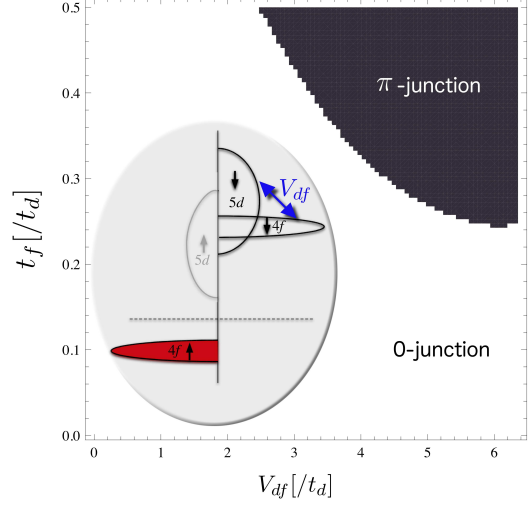 0.5
0.4
0.3
0.2
0.1
0.0
t_f[/t_d]
π-junction
0-junction
V_df
5d
4f
5d
4f
0 1 2 3 4 5 6
V_df[/t_d]